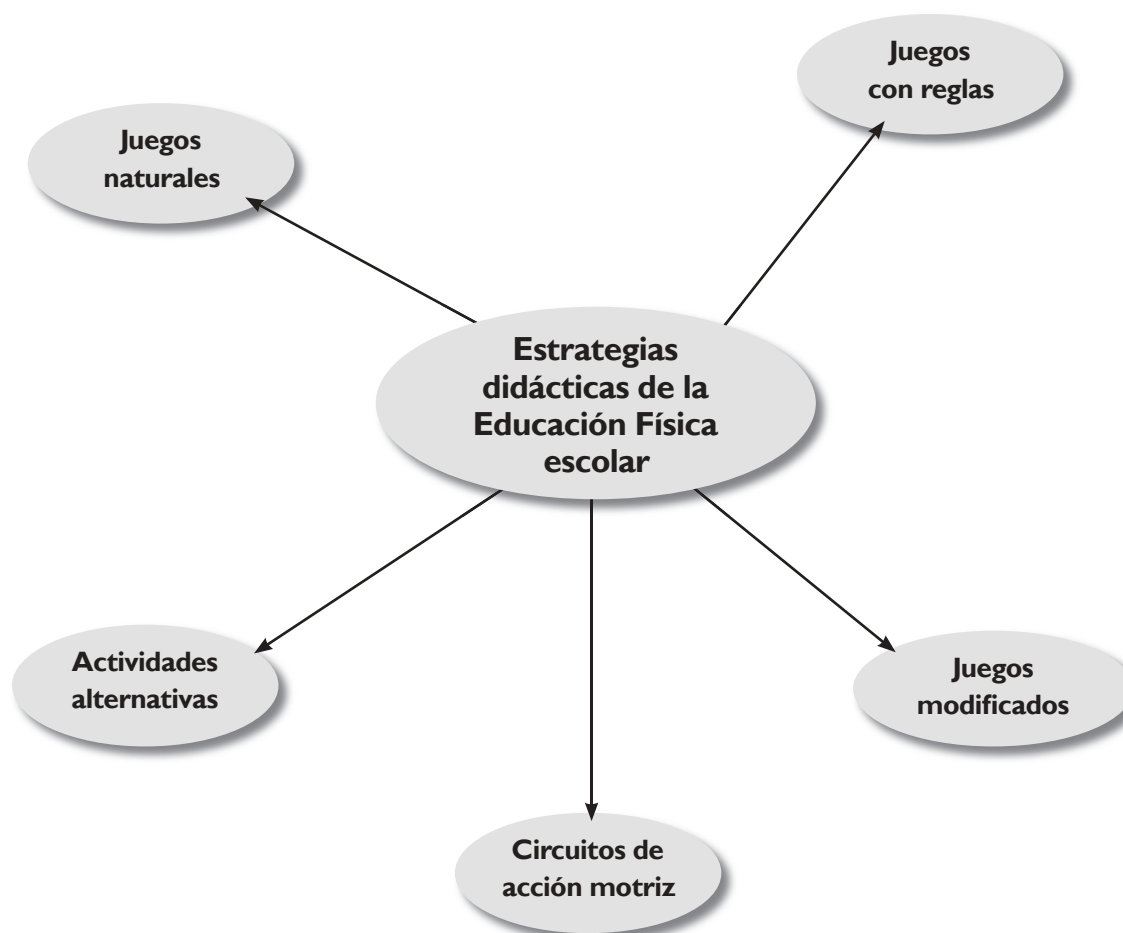 Juegos
con reglas
Juegos
naturales
Estrategias
didácticas de la
Educación Física
escolar
Actividades
alternativas
Juegos
modificados
Circuitos de
acción motriz